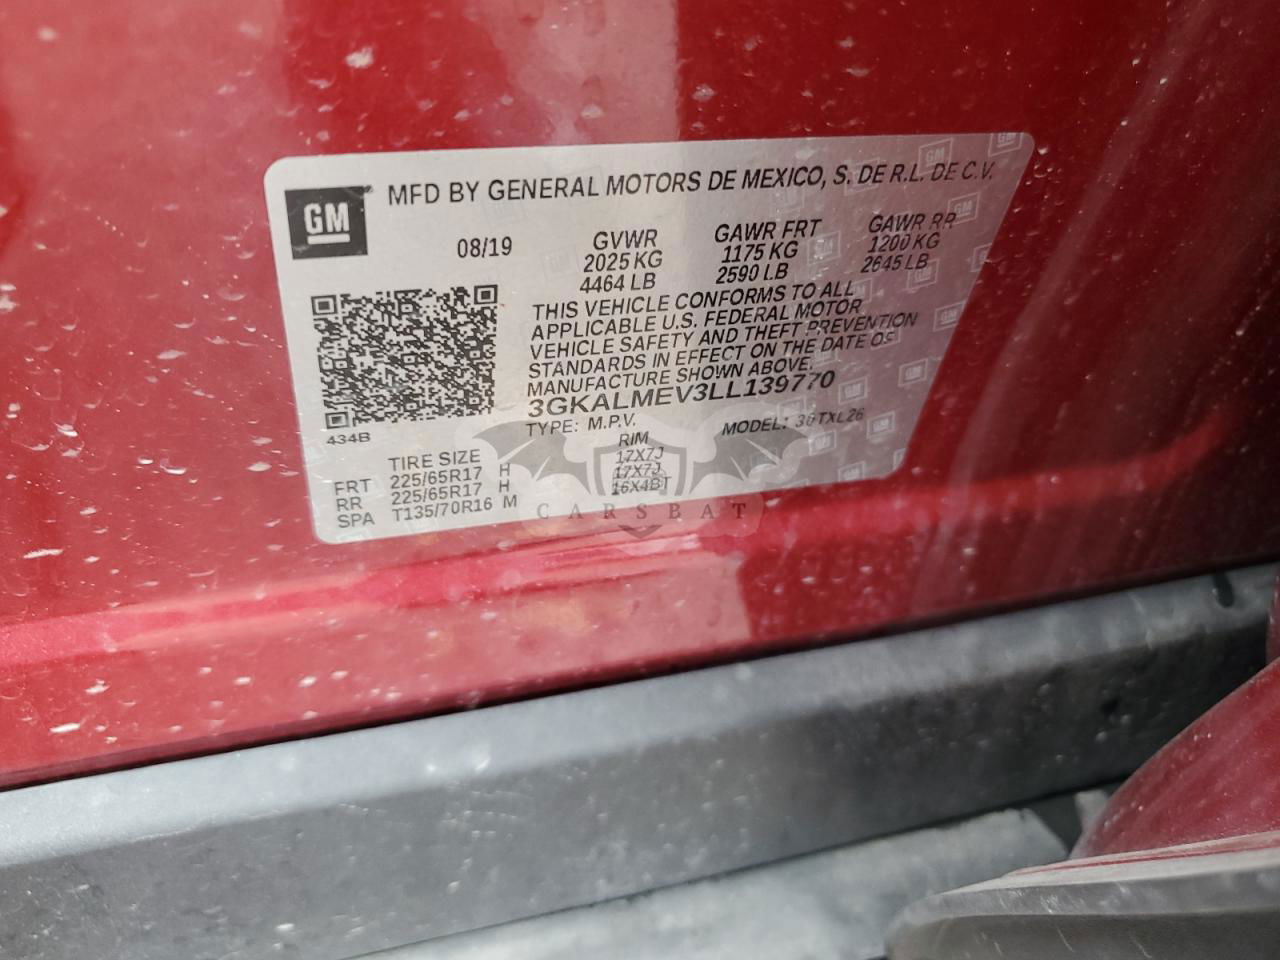 GM
MFD BY GENERAL MOTORS DE MEXICO, S. DE R.L. DE C.V.
08/19
GVWR
2025 KG
4464 LB
GAWR FRT
1175 KG
2590 LB
GAWR RR
1200 KG
2645 LB
THIS VEHICLE CONFORMS TO ALL
APPLICABLE U.S. FEDERAL MOTOR
VEHICLE SAFETY AND THEFT PREVENTION
STANDARDS IN EFFECT ON THE DATE OF
MANUFACTURE SHOWN ABOVE.
3GKALMEV3LL139770
TYPE: M.P.V.
MODEL: 3GTXL26
434B
TIRE SIZE
RIM
FRT 225/65R17 H 17X7J
RR 225/65R17 H 17X7J
SPA T135/70R16 M 16X4BT
CARSBAT